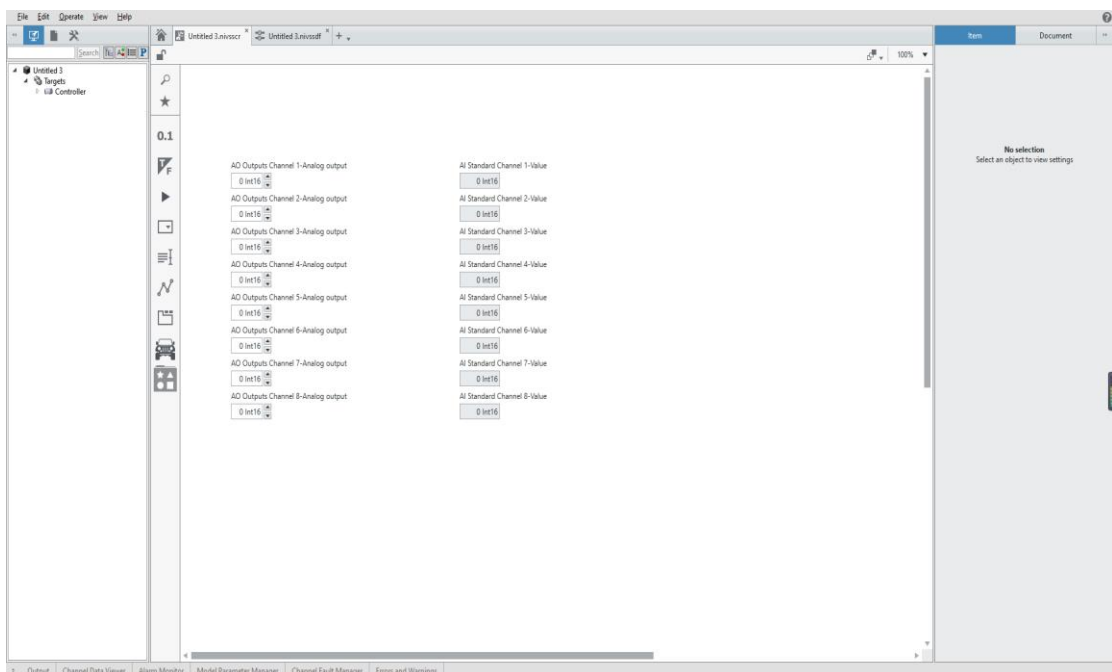 File Edit Operate View Help
Untitled 3.nivsscr * Untitled 3.nivssdf *
Item Document
Search
100%
Untitled 3
Targets
Controller
0.1
T/F
No selection
Select an object to view settings
AO Outputs Channel 1-Analog output AI Standard Channel 1-Value
0 Int16 0 Int16
AO Outputs Channel 2-Analog output AI Standard Channel 2-Value
0 Int16 0 Int16
AO Outputs Channel 3-Analog output AI Standard Channel 3-Value
0 Int16 0 Int16
AO Outputs Channel 4-Analog output AI Standard Channel 4-Value
0 Int16 0 Int16
AO Outputs Channel 5-Analog output AI Standard Channel 5-Value
0 Int16 0 Int16
AO Outputs Channel 6-Analog output AI Standard Channel 6-Value
0 Int16 0 Int16
AO Outputs Channel 7-Analog output AI Standard Channel 7-Value
0 Int16 0 Int16
AO Outputs Channel 8-Analog output AI Standard Channel 8-Value
0 Int16 0 Int16
Output Channel Data Viewer Alarm Monitor Model Parameter Manager Channel Fault Manager Errors and Warnings